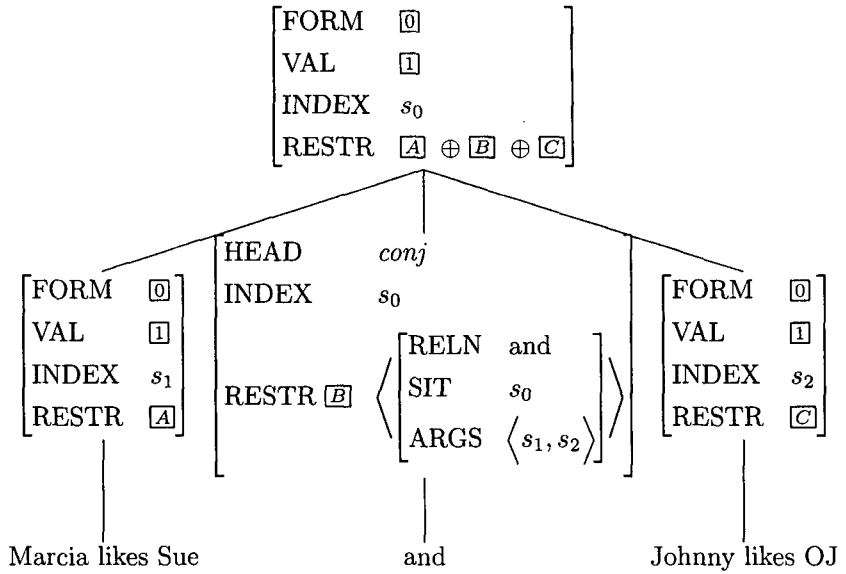 FORM 0
VAL 1
INDEX s0
RESTR A ⊕ B ⊕ C
FORM 0
VAL 1
INDEX s1
RESTR A
HEAD conj
INDEX s0
RESTR B
RELN and
SIT s0
ARGS ⟨s1, s2⟩
FORM 0
VAL 1
INDEX s2
RESTR C
Marcia likes Sue and Johnny likes OJ